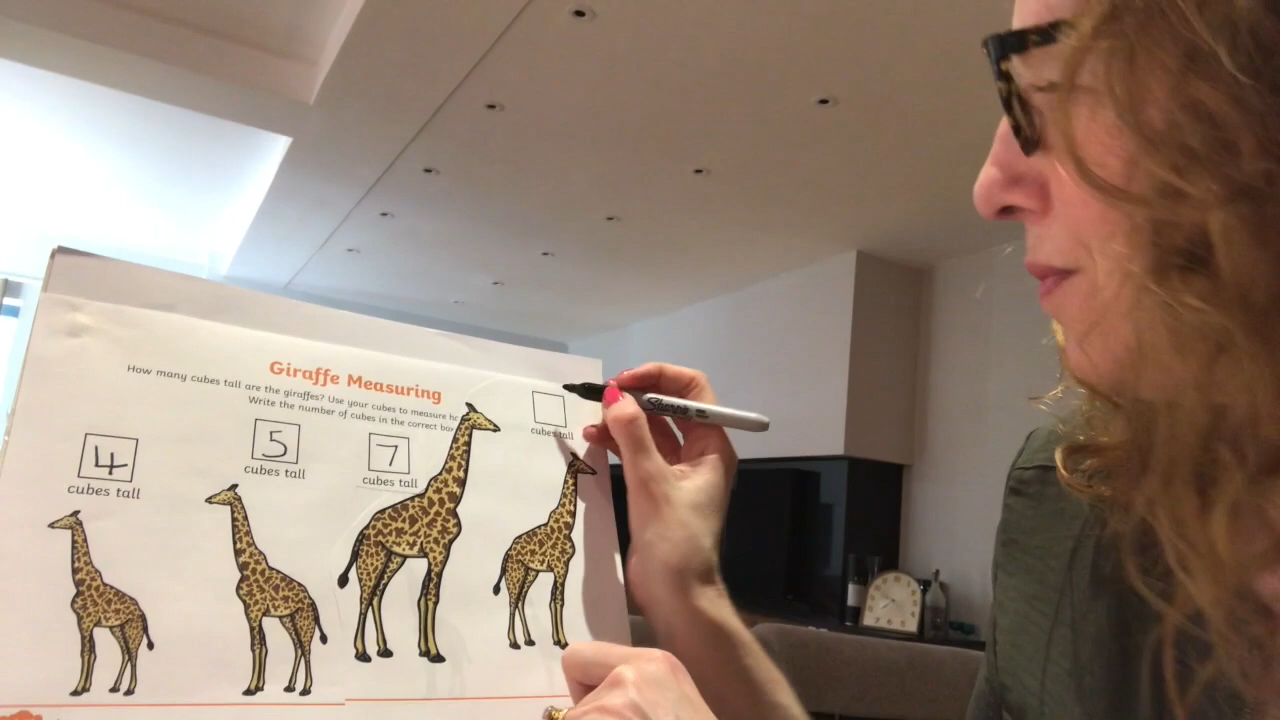 Giraffe Measuring
How many cubes tall are the giraffes? Use your cubes to measure
Write the number of cubes in the correct box
4
cubes tall
5
cubes tall
7
cubes tall
cubes tall
Sharpie